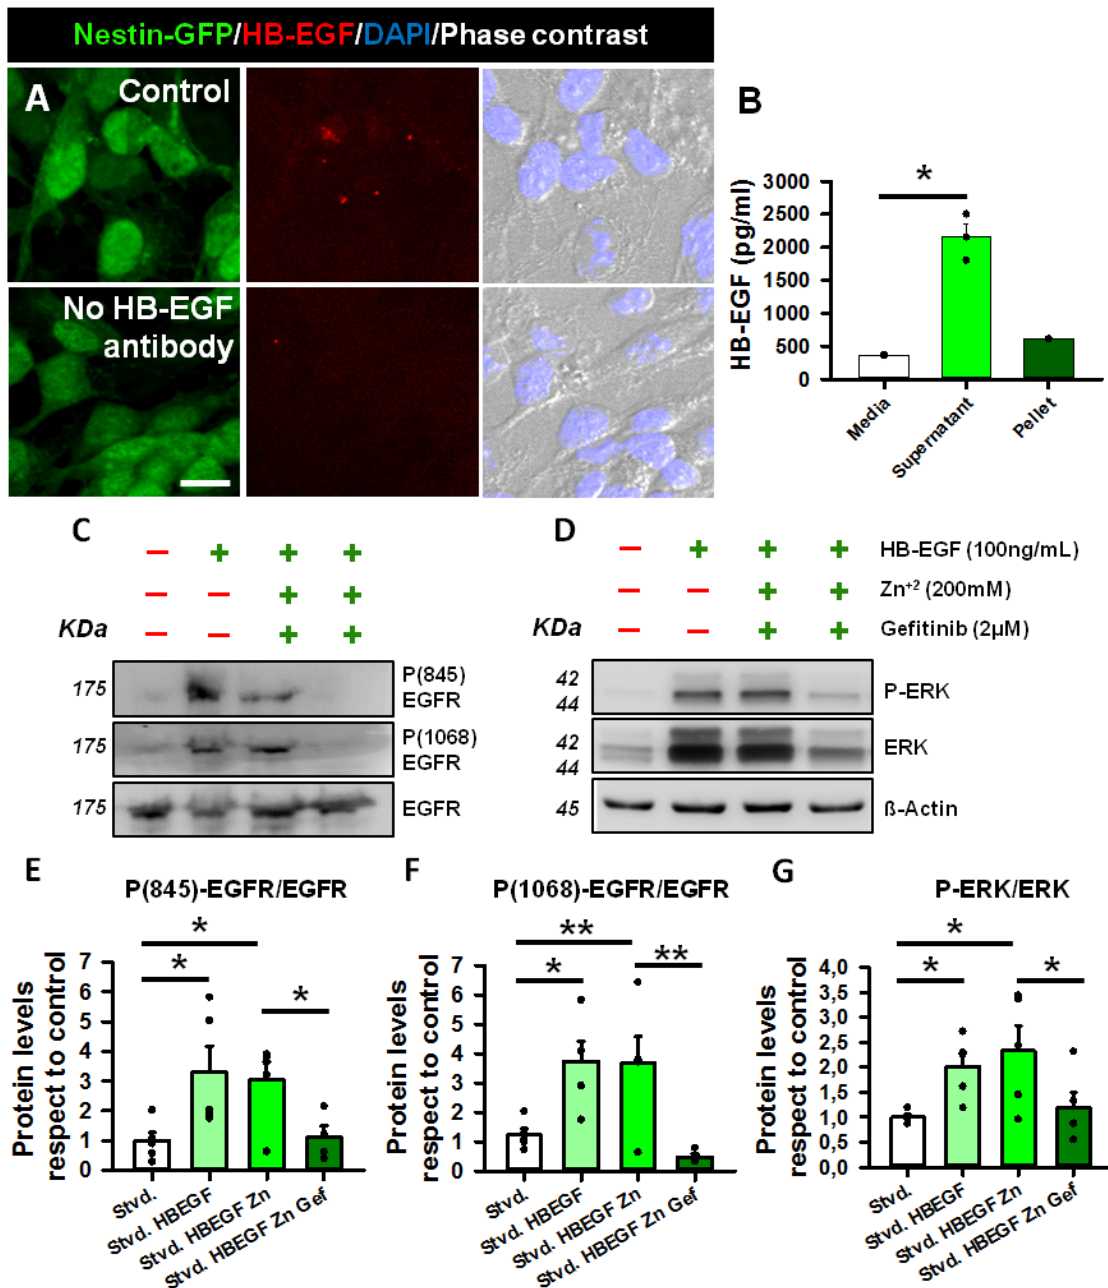 Nestin-GFP/HB-EGF/DAPI/Phase contrast
A
Control
No HB-EGF
antibody
B
HB-EGF (pg/ml)
3000
2500
2000
1500
1000
500
0
*
Media
Supernatant
Pellet
C
− + + +
− − + +
KDa − − + +
175 P(845)
EGFR
175 P(1068)
EGFR
175 EGFR
D
− + + + HB-EGF (100ng/mL)
− − + + Zn+2 (200mM)
KDa − − + + Gefitinib (2µM)
42
44
P-ERK
42
44
ERK
45 ß-Actin
E
P(845)-EGFR/EGFR
Protein levels
respect to control
7
6
5
4
3
2
1
0
*
*
*
Stvd.
Stvd. HBEGF
Stvd. HBEGF Zn
Stvd. HBEGF Zn Gef
F
P(1068)-EGFR/EGFR
Protein levels
respect to control
7
6
5
4
3
2
1
0
**
*
**
Stvd.
Stvd. HBEGF
Stvd. HBEGF Zn
Stvd. HBEGF Zn Gef
G
P-ERK/ERK
Protein levels
respect to control
4,0
3,5
3,0
2,5
2,0
1,5
1,0
0,5
0,0
*
*
*
Stvd.
Stvd. HBEGF
Stvd. HBEGF Zn
Stvd. HBEGF Zn Gef